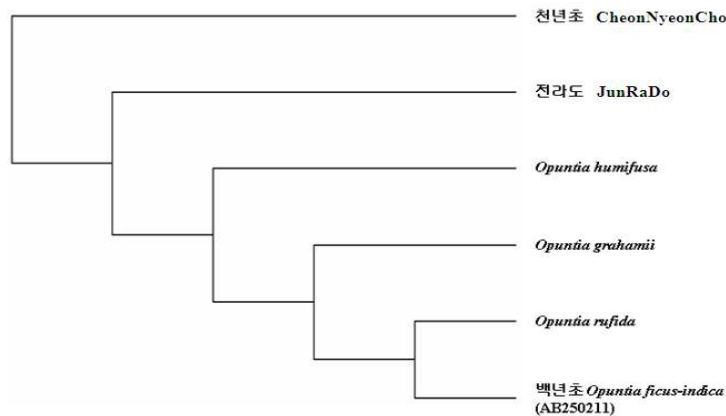 천년초 CheonNyeonCho
전라도 JunRaDo
Opuntia humifusa
Opuntia grahamii
Opuntia rufida
백년초 Opuntia ficus-indica
(AB250211)